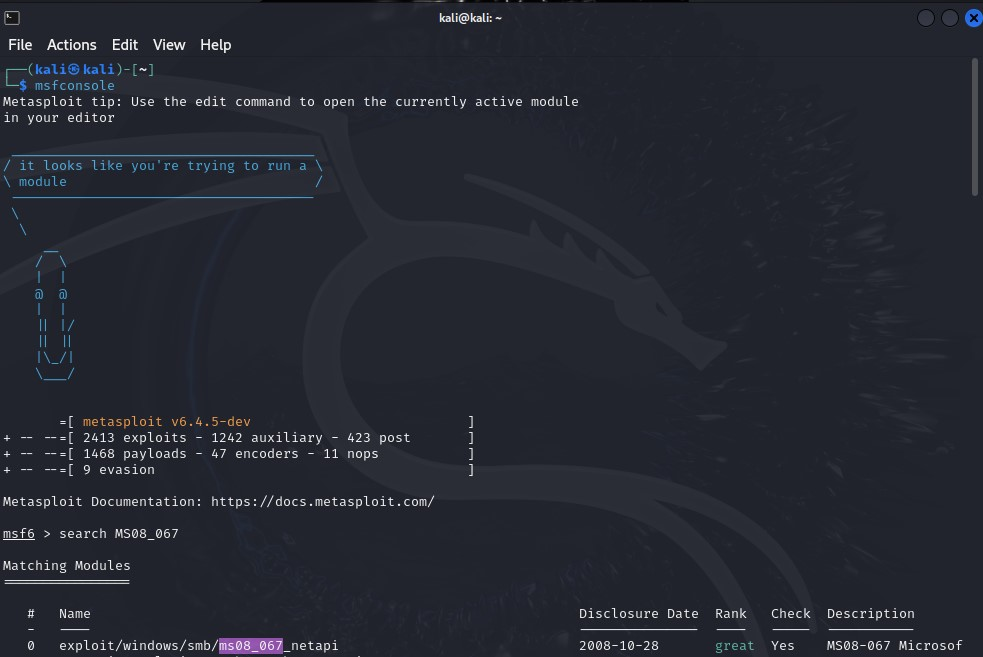 kali@kali: ~
File Actions Edit View Help
┌──(kali㉿kali)-[~]
└─$ msfconsole
Metasploit tip: Use the edit command to open the currently active module
in your editor
/ it looks like you're trying to run a \
\ module /
\
\
__
/ \
| |
@ @
| |
|| |/
|| ||
|\_/|
\___/
=[ metasploit v6.4.5-dev ]
+ -- --=[ 2413 exploits - 1242 auxiliary - 423 post ]
+ -- --=[ 1468 payloads - 47 encoders - 11 nops ]
+ -- --=[ 9 evasion ]
Metasploit Documentation: https://docs.metasploit.com/
msf6 > search MS08_067
Matching Modules
================
# Name Disclosure Date Rank Check Description
- ---- --------------- ---- ----- -----------
0 exploit/windows/smb/ms08_067_netapi 2008-10-28 great Yes MS08-067 Microsof